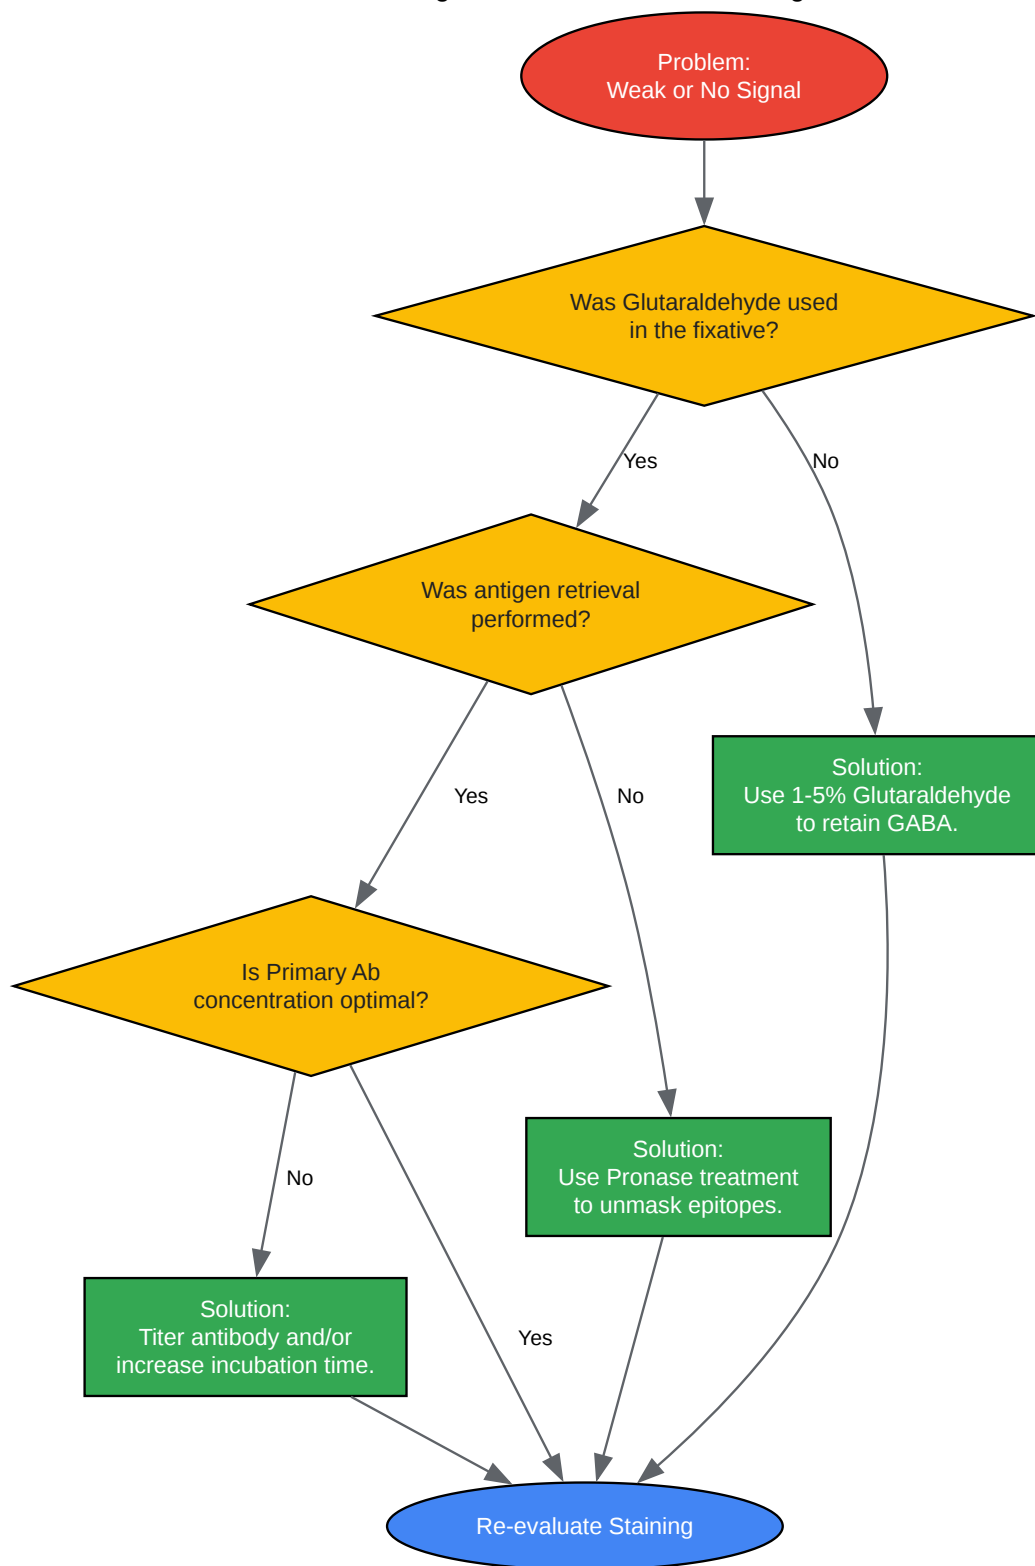 Problem:
Weak or No Signal
Was Glutaraldehyde used
in the fixative?
Yes
No
Was antigen retrieval
performed?
Solution:
Use 1-5% Glutaraldehyde
to retain GABA.
Yes
No
Is Primary Ab
concentration optimal?
Solution:
Use Pronase treatment
to unmask epitopes.
No
Solution:
Titer antibody and/or
increase incubation time.
Yes
Re-evaluate Staining